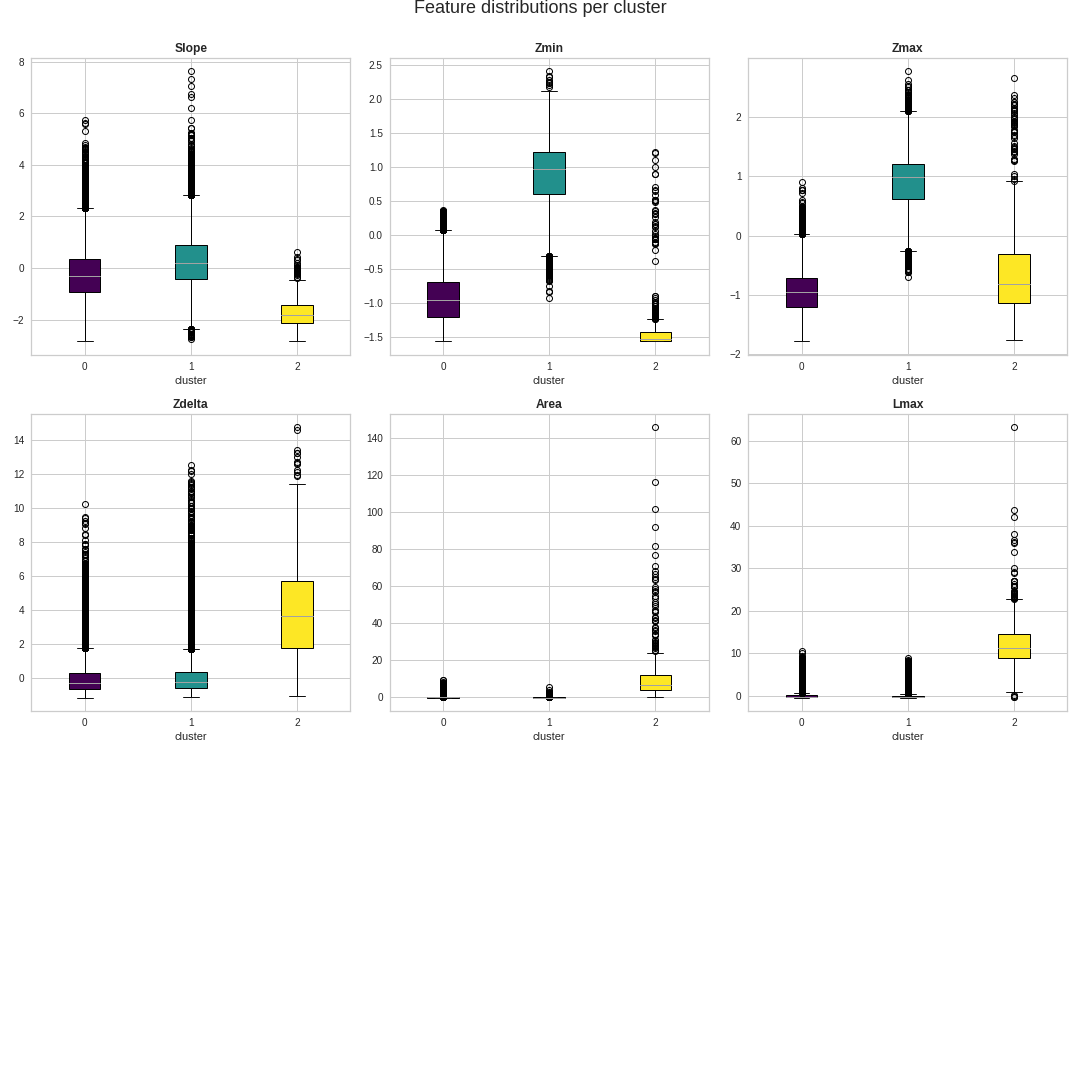 Feature distributions per cluster
Slope
8
6
4
2
0
−2
0 1 2
cluster
Zmin
2.5
2.0
1.5
1.0
0.5
0.0
−0.5
−1.0
−1.5
0 1 2
cluster
Zmax
2
1
0
−1
−2
0 1 2
cluster
Zdelta
14
12
10
8
6
4
2
0
0 1 2
cluster
Area
140
120
100
80
60
40
20
0
0 1 2
cluster
Lmax
60
50
40
30
20
10
0
0 1 2
cluster